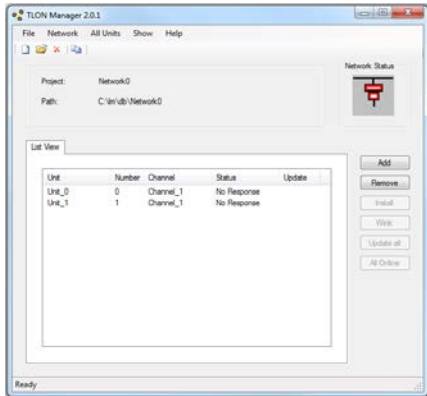 TLON Manager 2.0.1
File Network All Units Show Help
Network Status
Project: Network0
Path: C:\lm\db\Network0
List View
Unit Number Channel Status Update
Unit_0 0 Channel_1 No Response
Unit_1 1 Channel_1 No Response
Add
Remove
Install
Wink
Update all
All Online
Ready